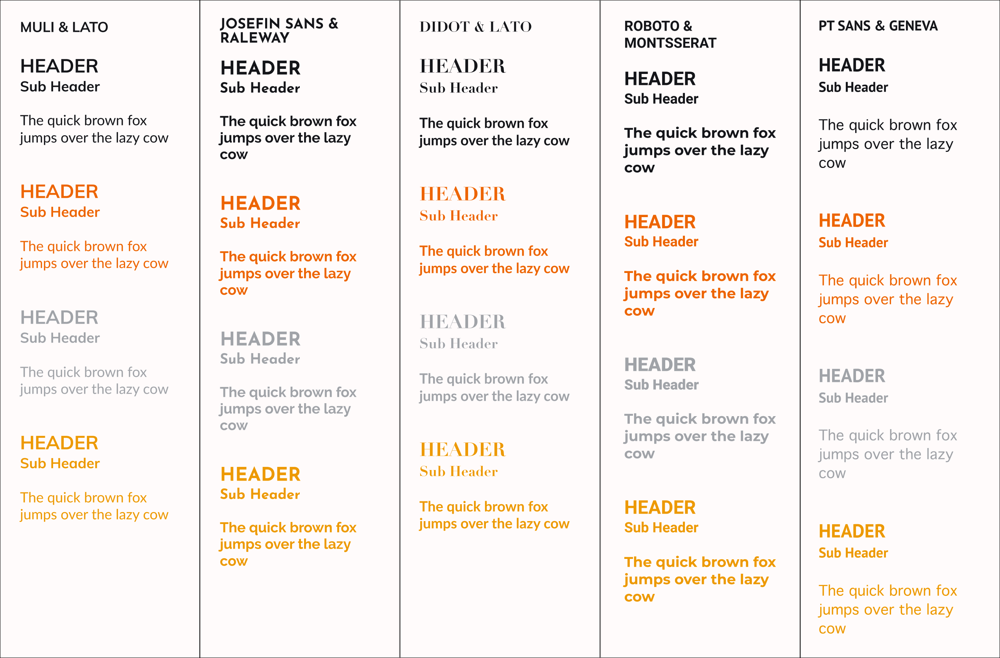 MULI & LATO
HEADER
Sub Header
The quick brown fox
jumps over the lazy cow
HEADER
Sub Header
The quick brown fox
jumps over the lazy cow
HEADER
Sub Header
The quick brown fox
jumps over the lazy cow
HEADER
Sub Header
The quick brown fox
jumps over the lazy cow
JOSEFIN SANS &
RALEWAY
HEADER
Sub Header
The quick brown fox
jumps over the lazy
cow
HEADER
Sub Header
The quick brown fox
jumps over the lazy
cow
HEADER
Sub Header
The quick brown fox
jumps over the lazy
cow
HEADER
Sub Header
The quick brown fox
jumps over the lazy
cow
DIDOT & LATO
HEADER
Sub Header
The quick brown fox
jumps over the lazy cow
HEADER
Sub Header
The quick brown fox
jumps over the lazy cow
HEADER
Sub Header
The quick brown fox
jumps over the lazy cow
HEADER
Sub Header
The quick brown fox
jumps over the lazy cow
ROBOTO &
MONTSSERAT
HEADER
Sub Header
The quick brown fox
jumps over the lazy
cow
HEADER
Sub Header
The quick brown fox
jumps over the lazy
cow
HEADER
Sub Header
The quick brown fox
jumps over the lazy
cow
HEADER
Sub Header
The quick brown fox
jumps over the lazy
cow
PT SANS & GENEVA
HEADER
Sub Header
The quick brown fox
jumps over the lazy
cow
HEADER
Sub Header
The quick brown fox
jumps over the lazy
cow
HEADER
Sub Header
The quick brown fox
jumps over the lazy
cow
HEADER
Sub Header
The quick brown fox
jumps over the lazy
cow